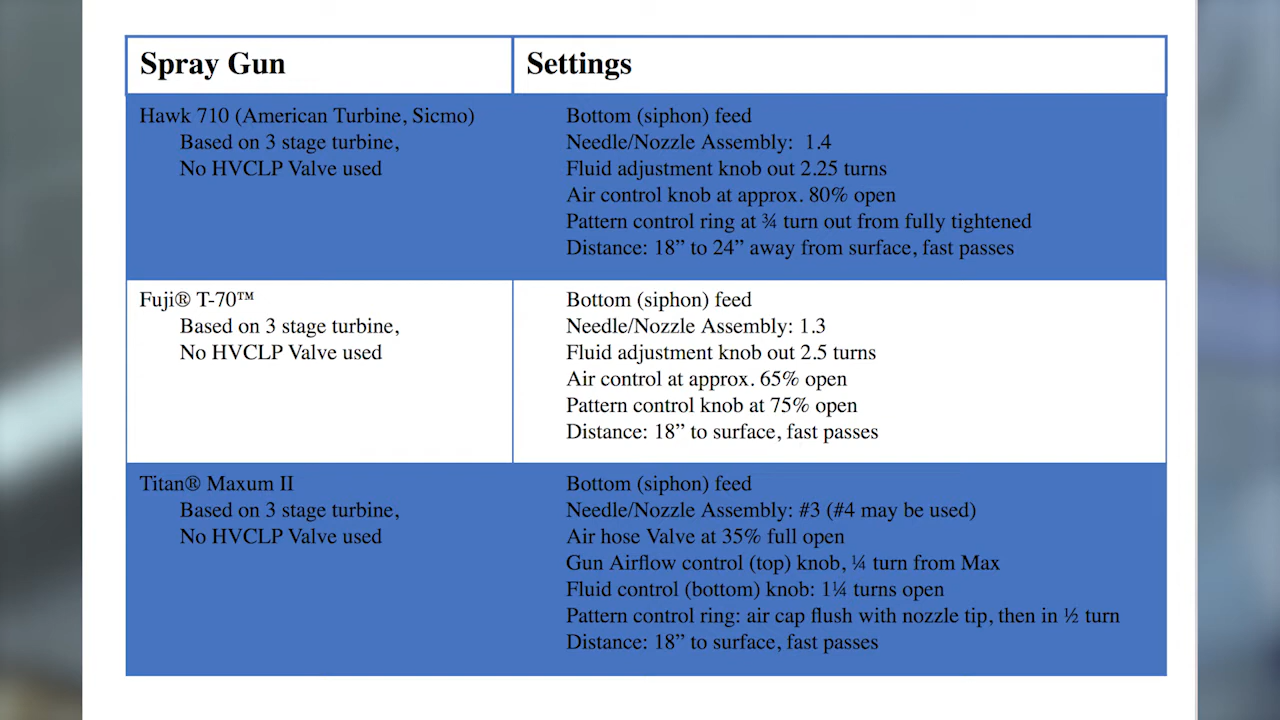 Spray Gun
Settings
Hawk 710 (American Turbine, Sicmo)
Based on 3 stage turbine,
No HVCLP Valve used
Bottom (siphon) feed
Needle/Nozzle Assembly:  1.4
Fluid adjustment knob out 2.25 turns
Air control knob at approx. 80% open
Pattern control ring at ¾ turn out from fully tightened
Distance: 18” to 24” away from surface, fast passes
Fuji® T-70™
Based on 3 stage turbine,
No HVCLP Valve used
Bottom (siphon) feed
Needle/Nozzle Assembly: 1.3
Fluid adjustment knob out 2.5 turns
Air control at approx. 65% open
Pattern control knob at 75% open
Distance: 18” to surface, fast passes
Titan® Maxum II
Based on 3 stage turbine,
No HVCLP Valve used
Bottom (siphon) feed
Needle/Nozzle Assembly: #3 (#4 may be used)
Air hose Valve at 35% full open
Gun Airflow control (top) knob, ¼ turn from Max
Fluid control (bottom) knob: 1¼ turns open
Pattern control ring: air cap flush with nozzle tip, then in ½ turn
Distance: 18” to surface, fast passes